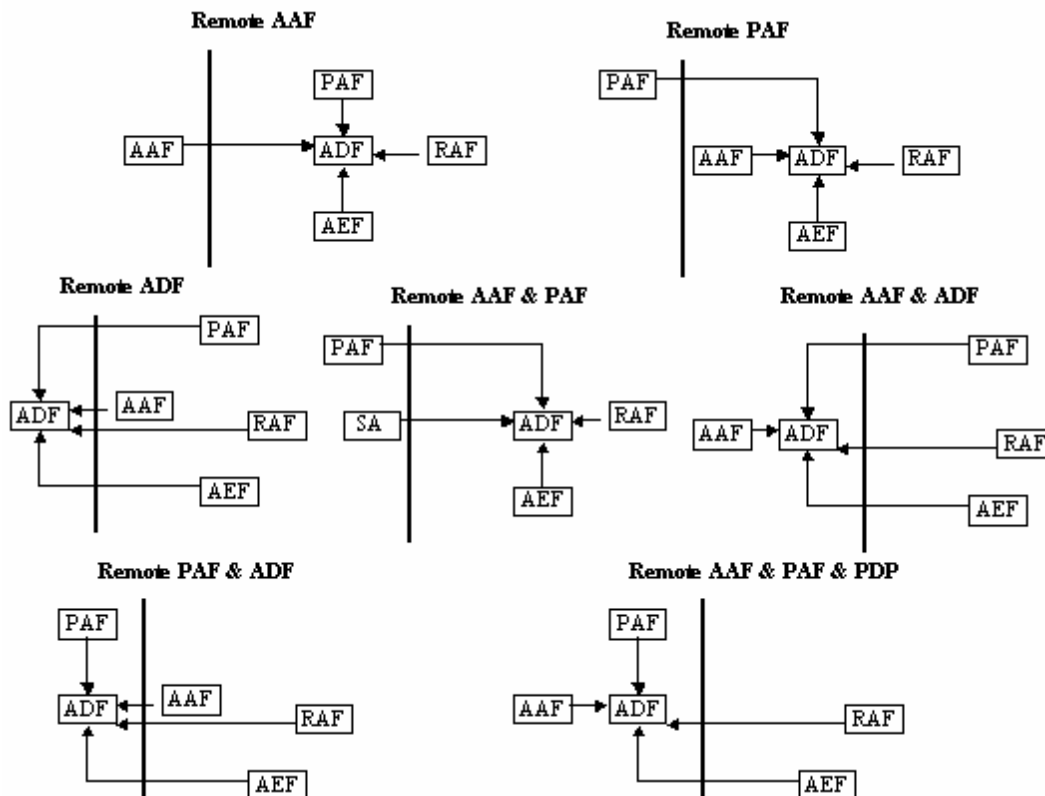 Remote AAF
PAF
AAF
ADF
RAF
AEF
Remote PAF
PAF
AAF
ADF
RAF
AEF
Remote ADF
PAF
AAF
ADF
RAF
AEF
Remote AAF & PAF
PAF
SA
ADF
RAF
AEF
Remote AAF & ADF
PAF
AAF
ADF
RAF
AEF
Remote PAF & ADF
PAF
AAF
ADF
RAF
AEF
Remote AAF & PAF & PDP
PAF
AAF
ADF
RAF
AEF